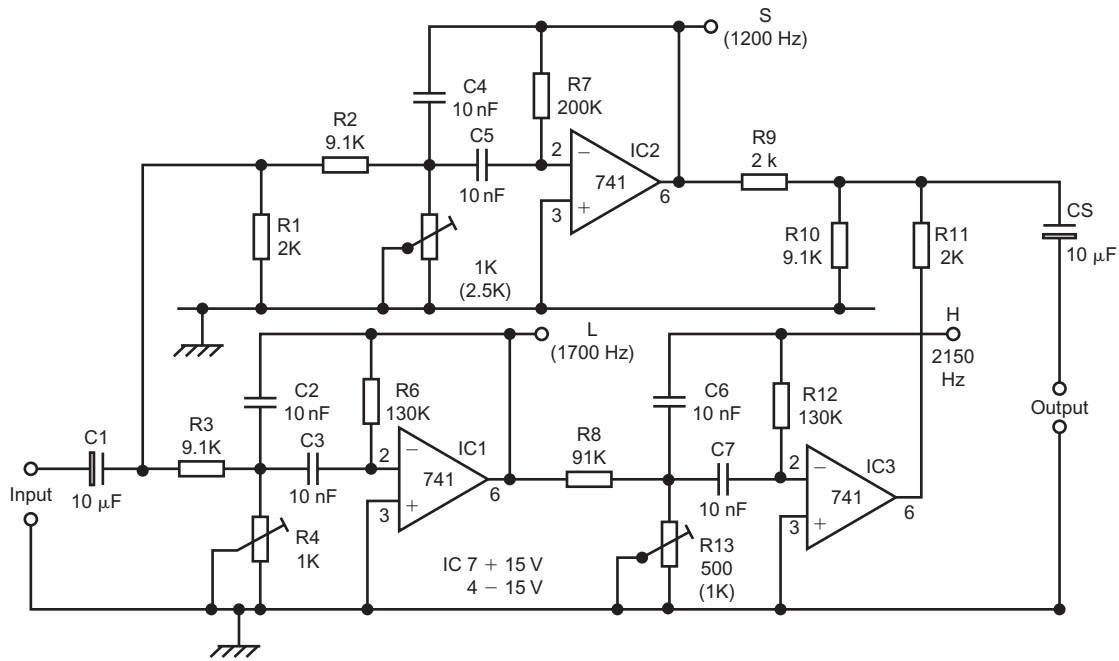 S
(1200 Hz)
C4
10 nF
R7
200K
R2
9.1K
C5
10 nF
2
−
IC2
741
3
+
6
R9
2 k
R1
2K
1K
(2.5K)
R10
9.1K
R11
2K
CS
10 μF
L
(1700 Hz)
H
2150
Hz
C2
10 nF
R6
130K
C6
10 nF
R12
130K
Output
C1
10 μF
R3
9.1K
C3
10 nF
2
−
IC1
741
3
+
6
R8
91K
C7
10 nF
2
−
IC3
741
3
+
6
Input
R4
1K
IC 7 + 15 V
4 − 15 V
R13
500
(1K)